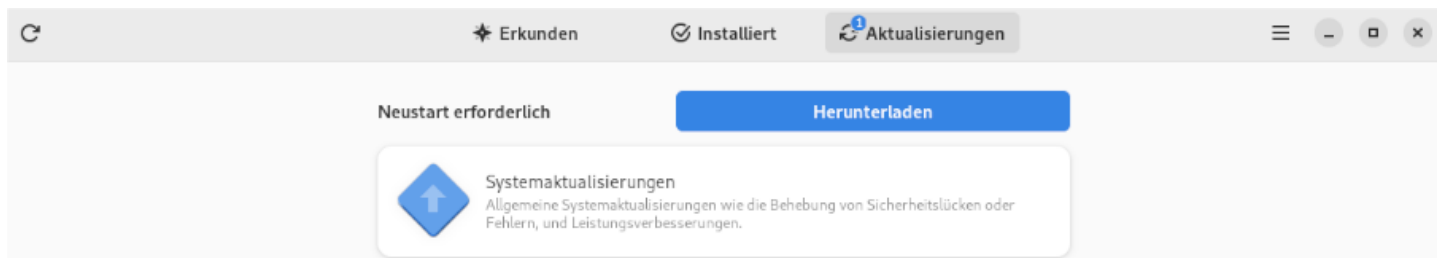 Erkunden
Installiert
1
Aktualisierungen
Neustart erforderlich
Herunterladen
Systemaktualisierungen
Allgemeine Systemaktualisierungen wie die Behebung von Sicherheitslücken oder
Fehlern, und Leistungsverbesserungen.